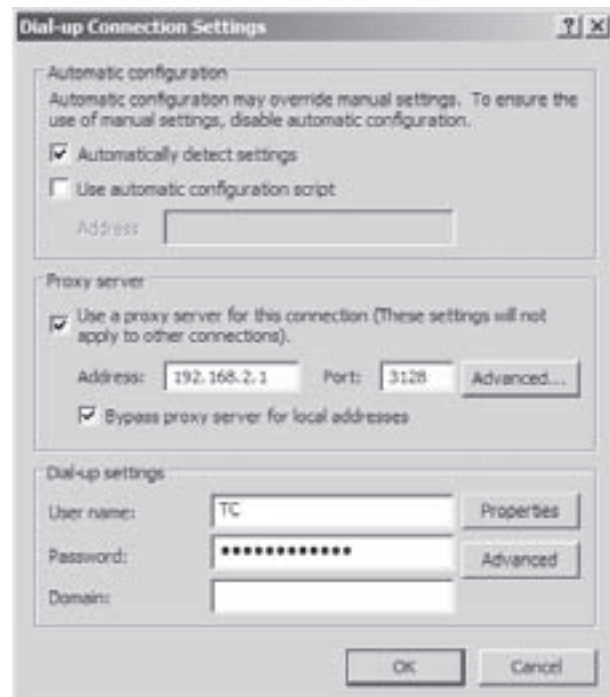 Dial-up Connection Settings
Automatic configuration
Automatic configuration may override manual settings. To ensure the
use of manual settings, disable automatic configuration.
Automatically detect settings
Use automatic configuration script
Address
Proxy server
Use a proxy server for this connection (These settings will not
apply to other connections).
Address: 192.168.2.1 Port: 3128 Advanced...
Bypass proxy server for local addresses
Dial-up settings
User name: TC Properties
Password: •••••••••••• Advanced
Domain:
OK Cancel